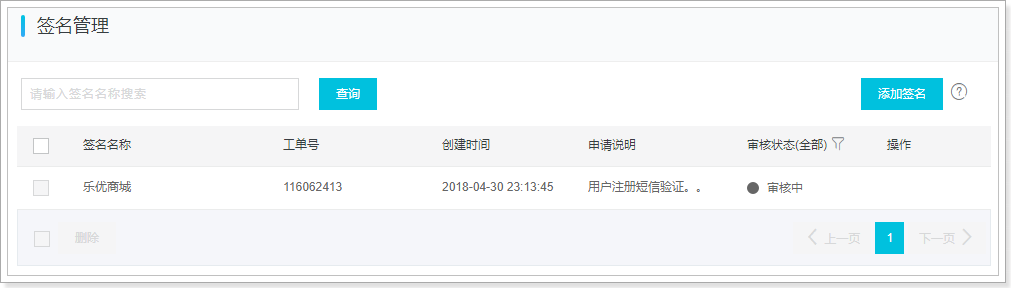 签名管理
请输入签名名称搜索 查询 添加签名 ?
签名名称 工单号 创建时间 申请说明 审核状态(全部) 操作
乐优商城 116062413 2018-04-30 23:13:45 用户注册短信验证。。 审核中
删除 上一页 1 下一页